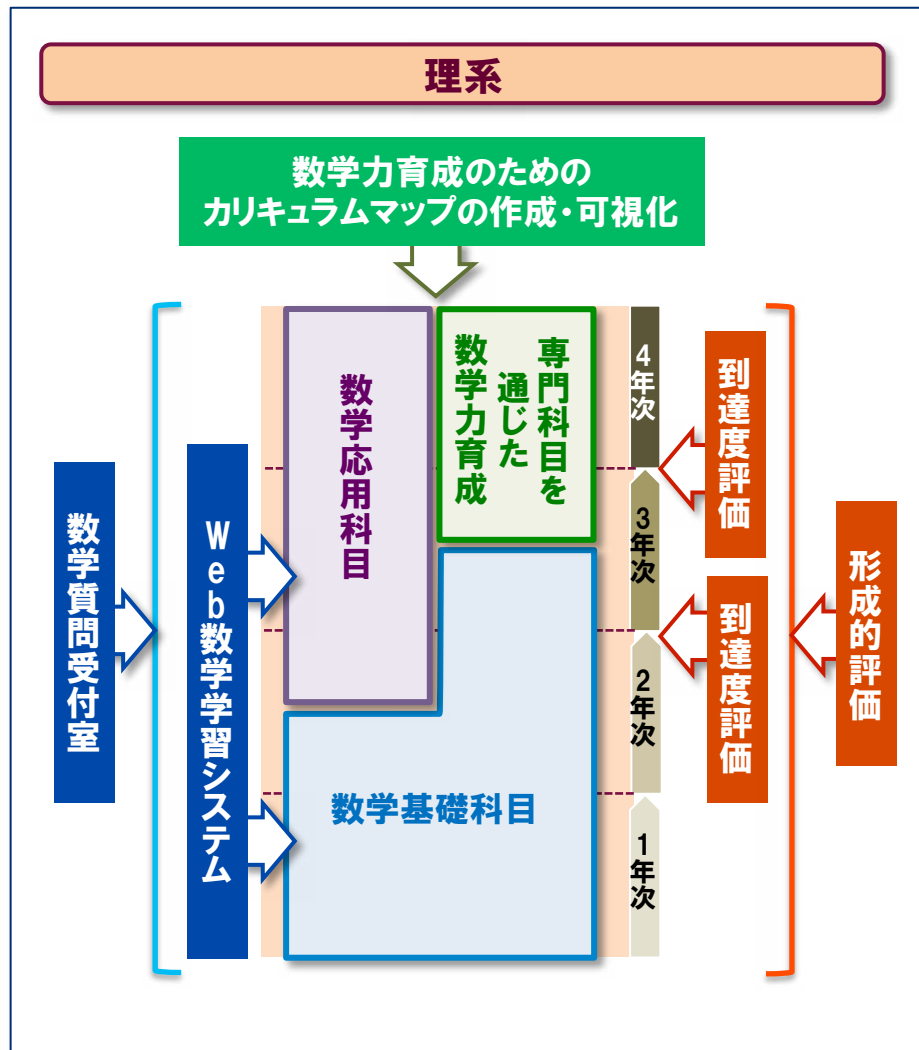 理系
数学力育成のための
カリキュラムマップの作成・可視化
数学質問受付室
Web数学学習システム
数学応用科目
専門科目を
通じた
数学力育成
数学基礎科目
4年次
3年次
2年次
1年次
到達度評価
到達度評価
形成的評価